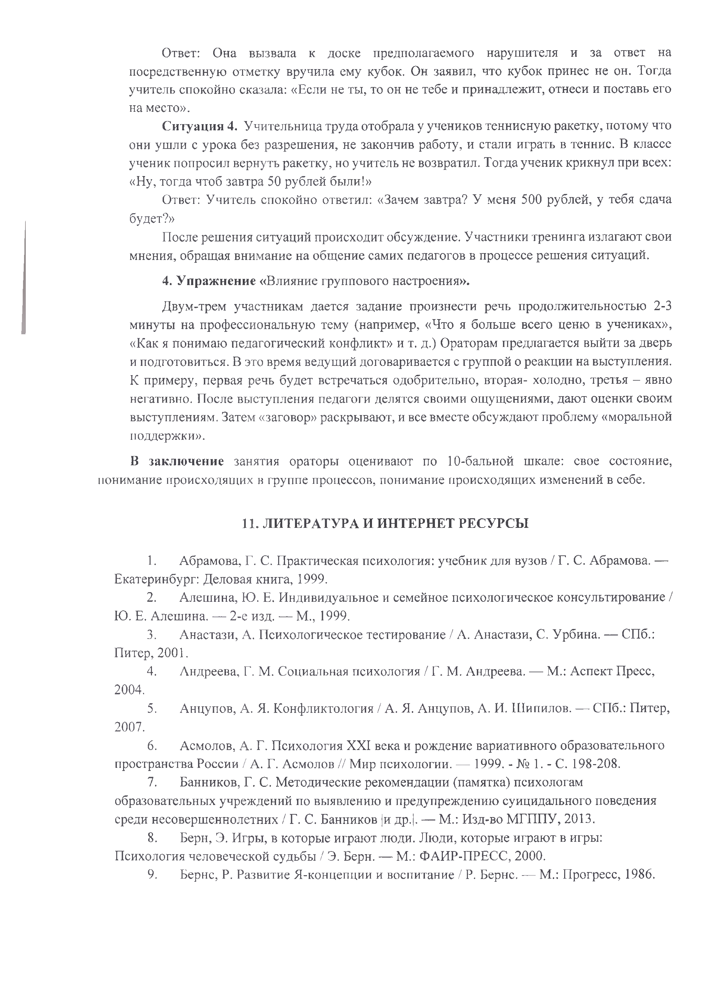 Ответ: Она вызвала к доске предполагаемого нарушителя и за ответ на
посредственную отметку вручила ему кубок. Он заявил, что кубок принес не он. Тогда
учитель спокойно сказала: «Если не ты, то он не тебе и принадлежит, отнеси и поставь его
на место».
Ситуация 4. Учительница труда отобрала у учеников теннисную ракетку, потому что
они ушли с урока без разрешения, не закончив работу, и стали играть в теннис. В классе
ученик попросил вернуть ракетку, но учитель не возвратил. Тогда ученик крикнул при всех:
«Ну, тогда чтоб завтра 50 рублей были!»
Ответ: Учитель спокойно ответил: «Зачем завтра? У меня 500 рублей, у тебя сдача
будет?»
После решения ситуаций происходит обсуждение. Участники тренинга излагают свои
мнения, обращая внимание на общение самих педагогов в процессе решения ситуаций.
4. Упражнение «Влияние группового настроения».
Двум-трем участникам дается задание произнести речь продолжительностью 2-3
минуты на профессиональную тему (например, «Что я больше всего ценю в учениках»,
«Как я понимаю педагогический конфликт» и т. д.) Ораторам предлагается выйти за дверь
и подготовиться. В это время ведущий договаривается с группой о реакции на выступления.
К примеру, первая речь будет встречаться одобрительно, вторая- холодно, третья – явно
негативно. После выступления педагоги делятся своими ощущениями, дают оценки своим
выступлениям. Затем «заговор» раскрывают, и все вместе обсуждают проблему «моральной
поддержки».
В заключение занятия ораторы оценивают по 10-бальной шкале: свое состояние,
понимание происходящих в группе процессов, понимание происходящих изменений в себе.
11. ЛИТЕРАТУРА И ИНТЕРНЕТ РЕСУРСЫ
1. Абрамова, Г. С. Практическая психология: учебник для вузов / Г. С. Абрамова. —
Екатеринбург: Деловая книга, 1999.
2. Алешина, Ю. Е. Индивидуальное и семейное психологическое консультирование /
Ю. Е. Алешина. — 2-е изд. — М., 1999.
3. Анастази, А. Психологическое тестирование / А. Анастази, С. Урбина. — СПб.:
Питер, 2001.
4. Андреева, Г. М. Социальная психология / Г. М. Андреева. — М.: Аспект Пресс,
2004.
5. Анцупов, А. Я. Конфликтология / А. Я. Анцупов, А. И. Шипилов. — СПб.: Питер,
2007.
6. Асмолов, А. Г. Психология XXI века и рождение вариативного образовательного
пространства России / А. Г. Асмолов // Мир психологии. — 1999. - № 1. - С. 198-208.
7. Банников, Г. С. Методические рекомендации (памятка) психологам
образовательных учреждений по выявлению и предупреждению суицидального поведения
среди несовершеннолетних / Г. С. Банников |и др.|. — М.: Изд-во МГППУ, 2013.
8. Берн, Э. Игры, в которые играют люди. Люди, которые играют в игры:
Психология человеческой судьбы / Э. Берн. — М.: ФАИР-ПРЕСС, 2000.
9. Бернс, Р. Развитие Я-концепции и воспитание / Р. Бернс. — М.: Прогресс, 1986.